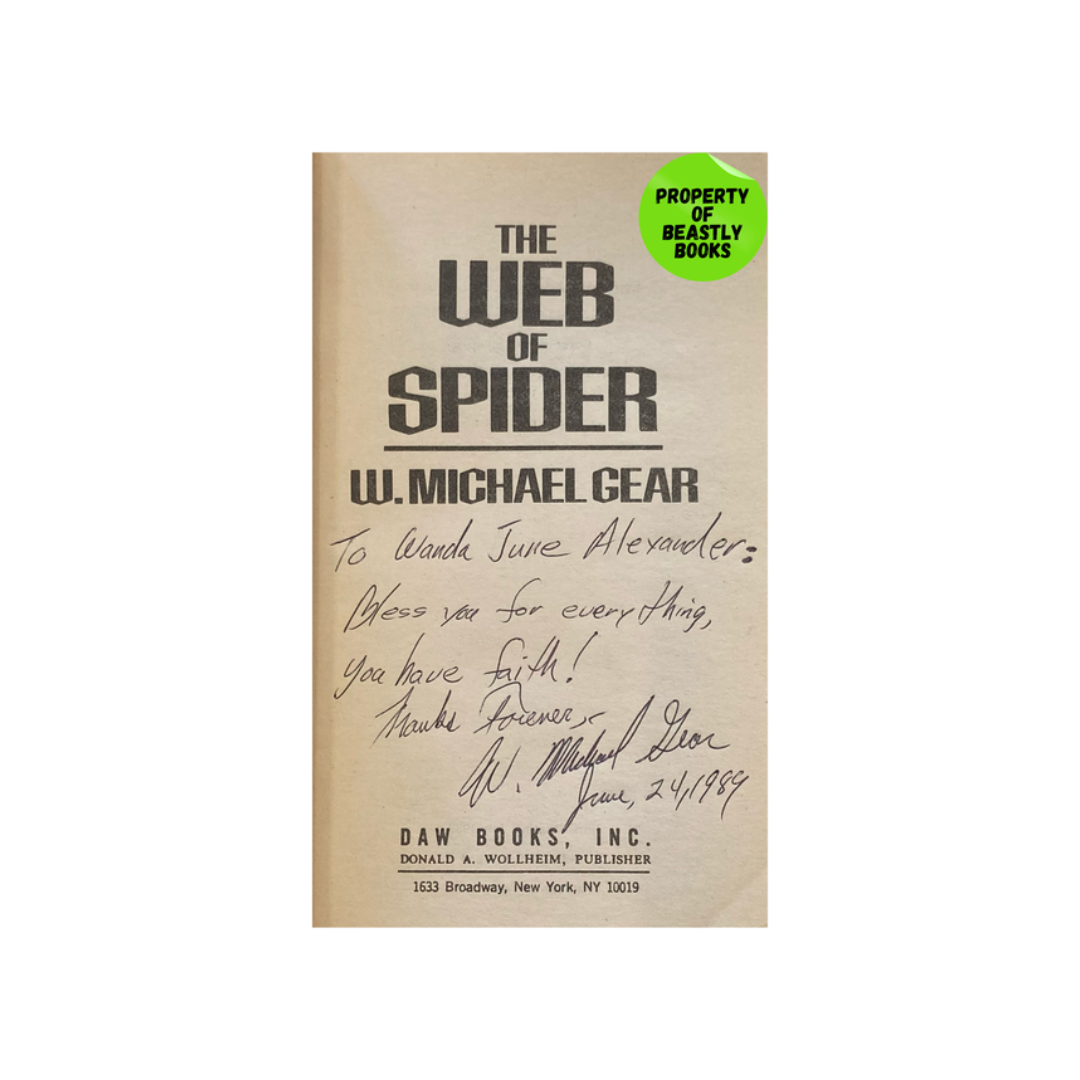 PROPERTY
OF
BEASTLY
BOOKS
THE
WEB
OF
SPIDER
W. MICHAEL GEAR
To Wanda June Alexander:
Bless you for everything,
you have faith!
Thanks Forever,
W. Michael Gear
June, 24, 1989
DAW BOOKS, INC.
DONALD A. WOLLHEIM, PUBLISHER
1633 Broadway, New York, NY 10019